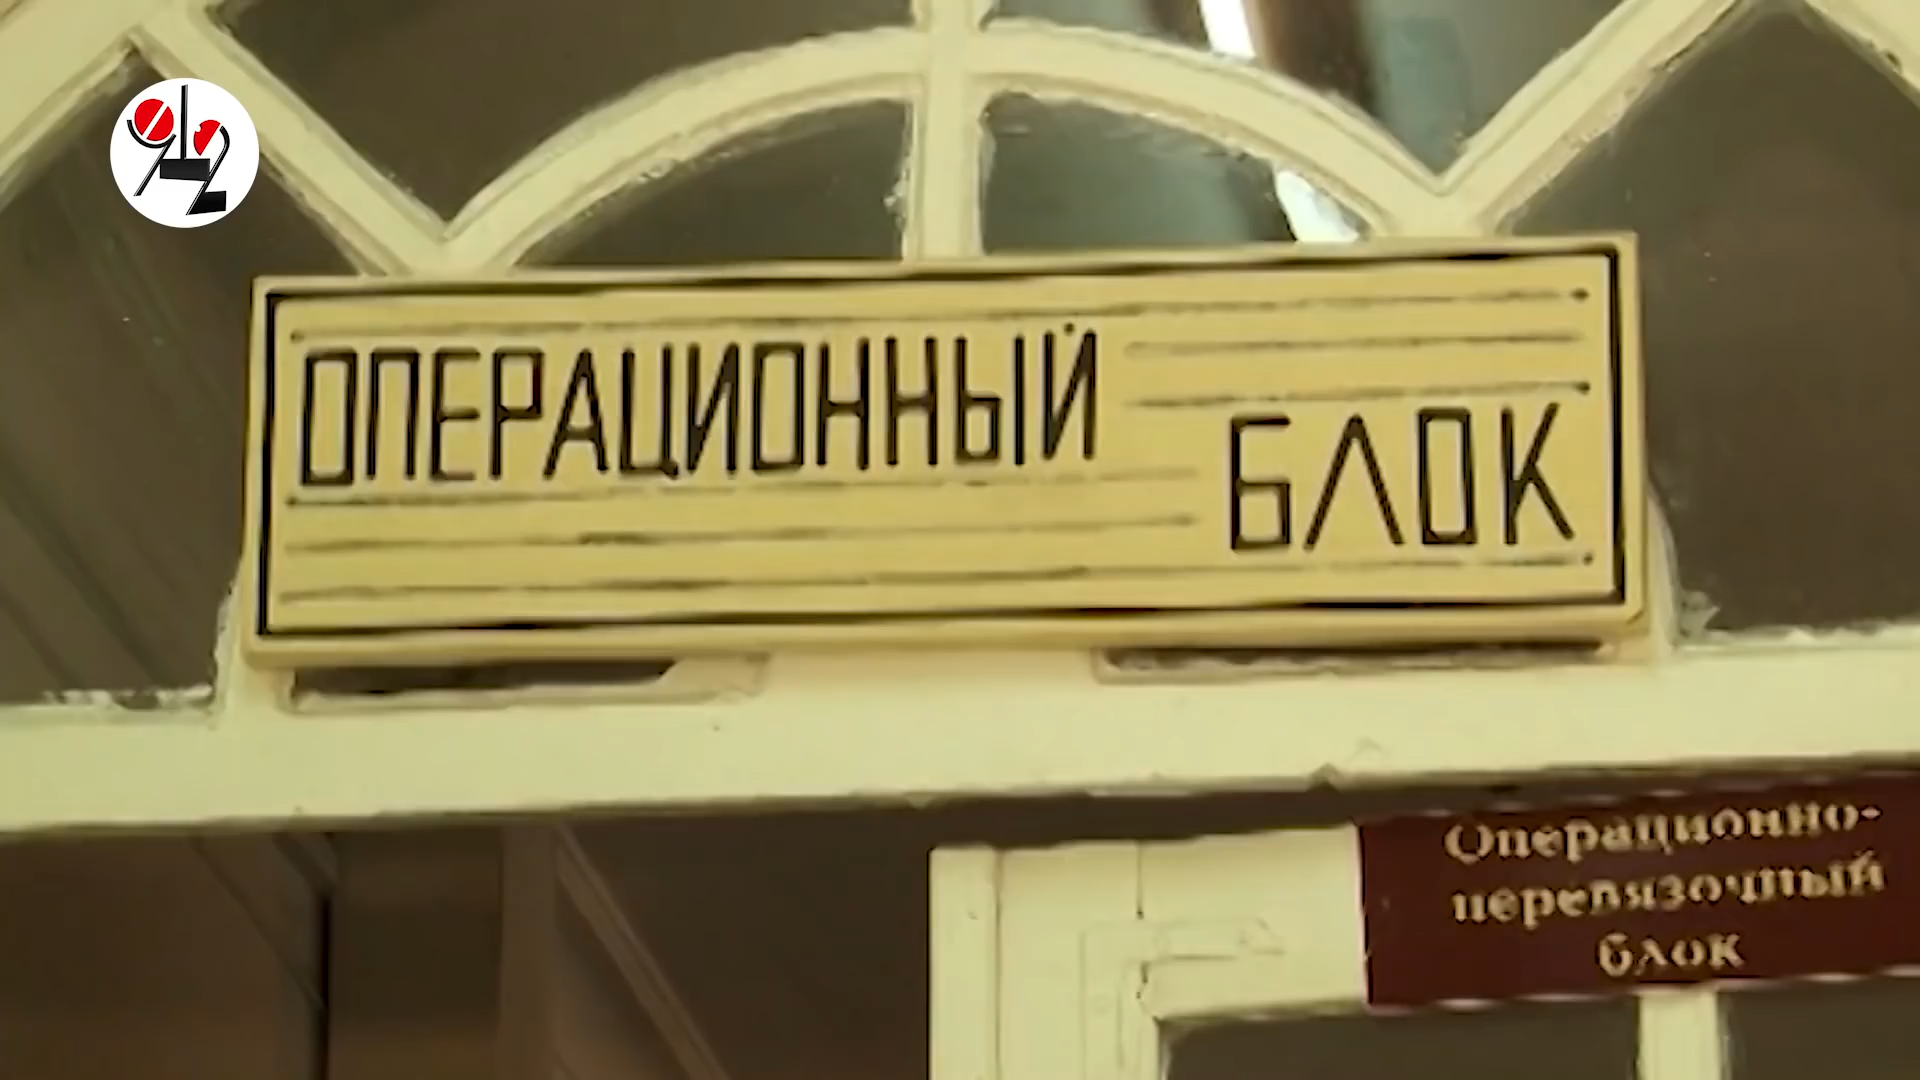 ОПЕРАЦИОННЫЙ
БЛОК
Операционно-
перевязочный
блок